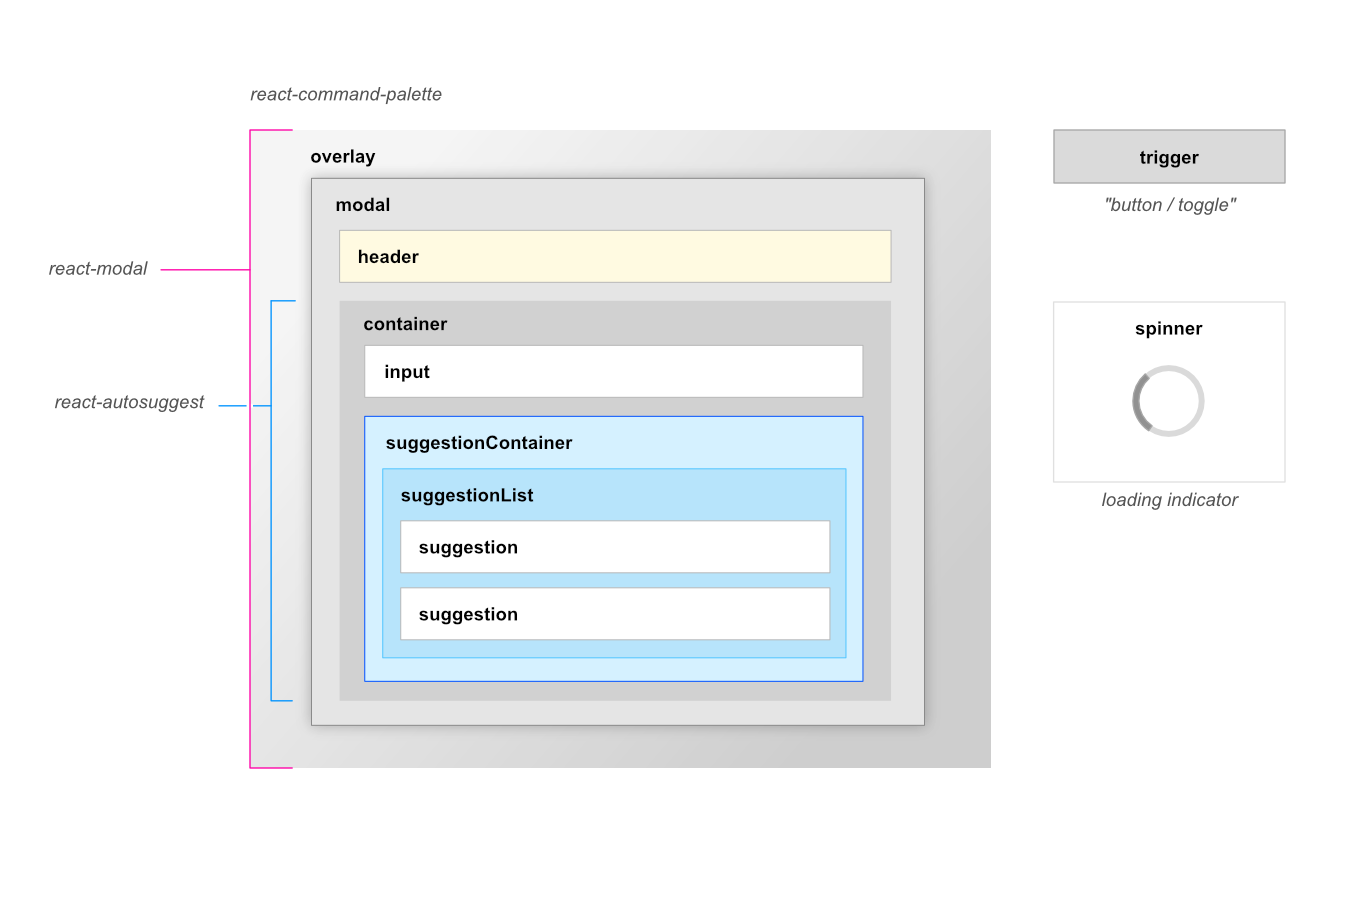 react-command-palette
overlay
trigger
modal
"button / toggle"
header
react-modal
container
spinner
input
react-autosuggest
suggestionContainer
suggestionList
loading indicator
suggestion
suggestion